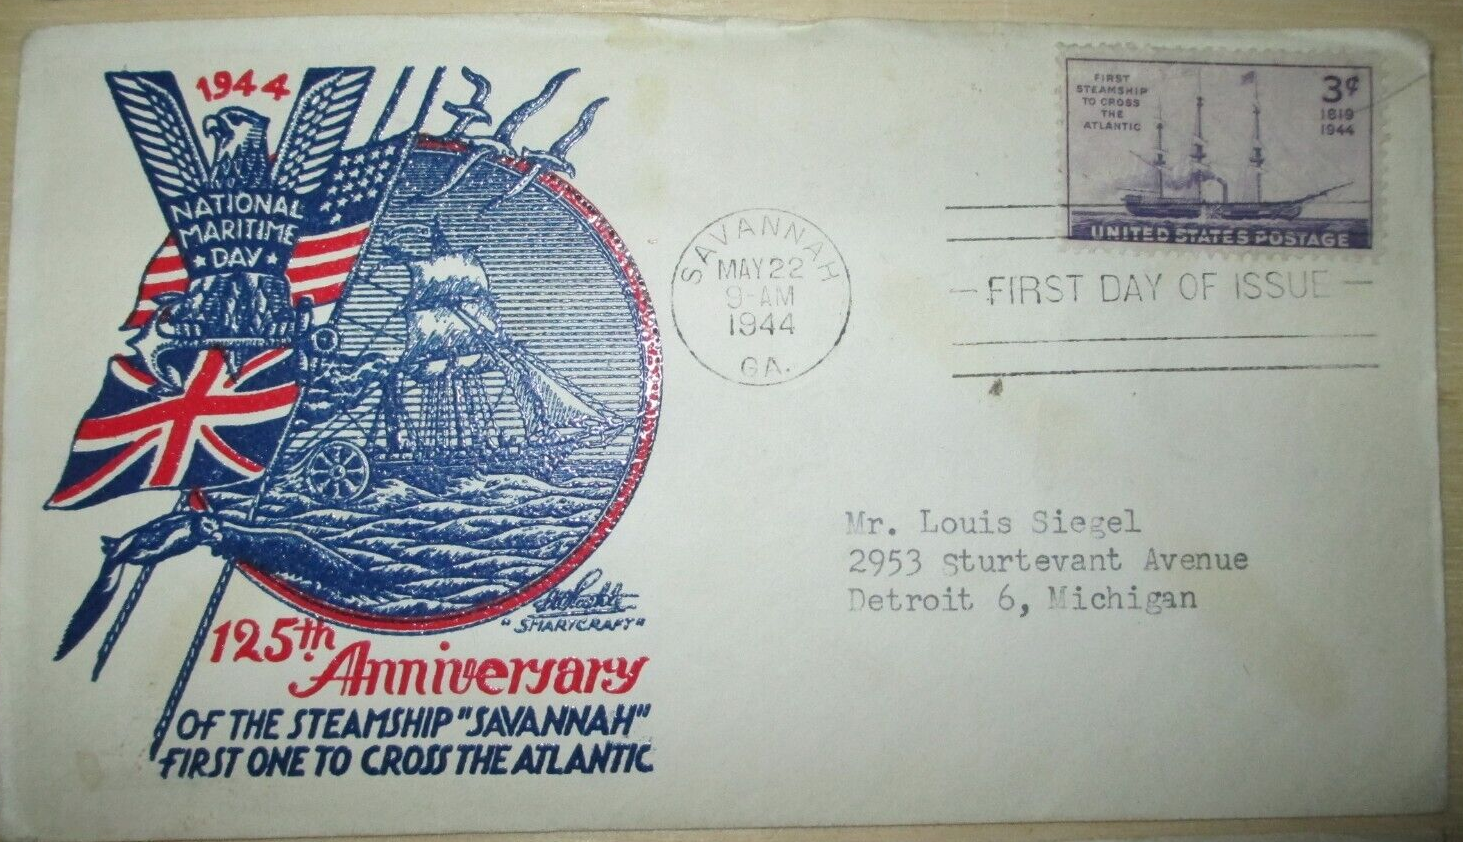 1944
NATIONAL
MARITIME
DAY
"STARYCRAFT"
125th
Anniversary
OF THE STEAMSHIP "SAVANNAH"
FIRST ONE TO CROSS THE ATLANTIC
SAVANNAH
MAY 22
9-AM
1944
GA.
FIRST
STEAMSHIP
TO CROSS
THE
ATLANTIC
3¢
1819
1944
UNITED STATES POSTAGE
FIRST DAY OF ISSUE
Mr. Louis Siegel
2953 Sturtevant Avenue
Detroit 6, Michigan